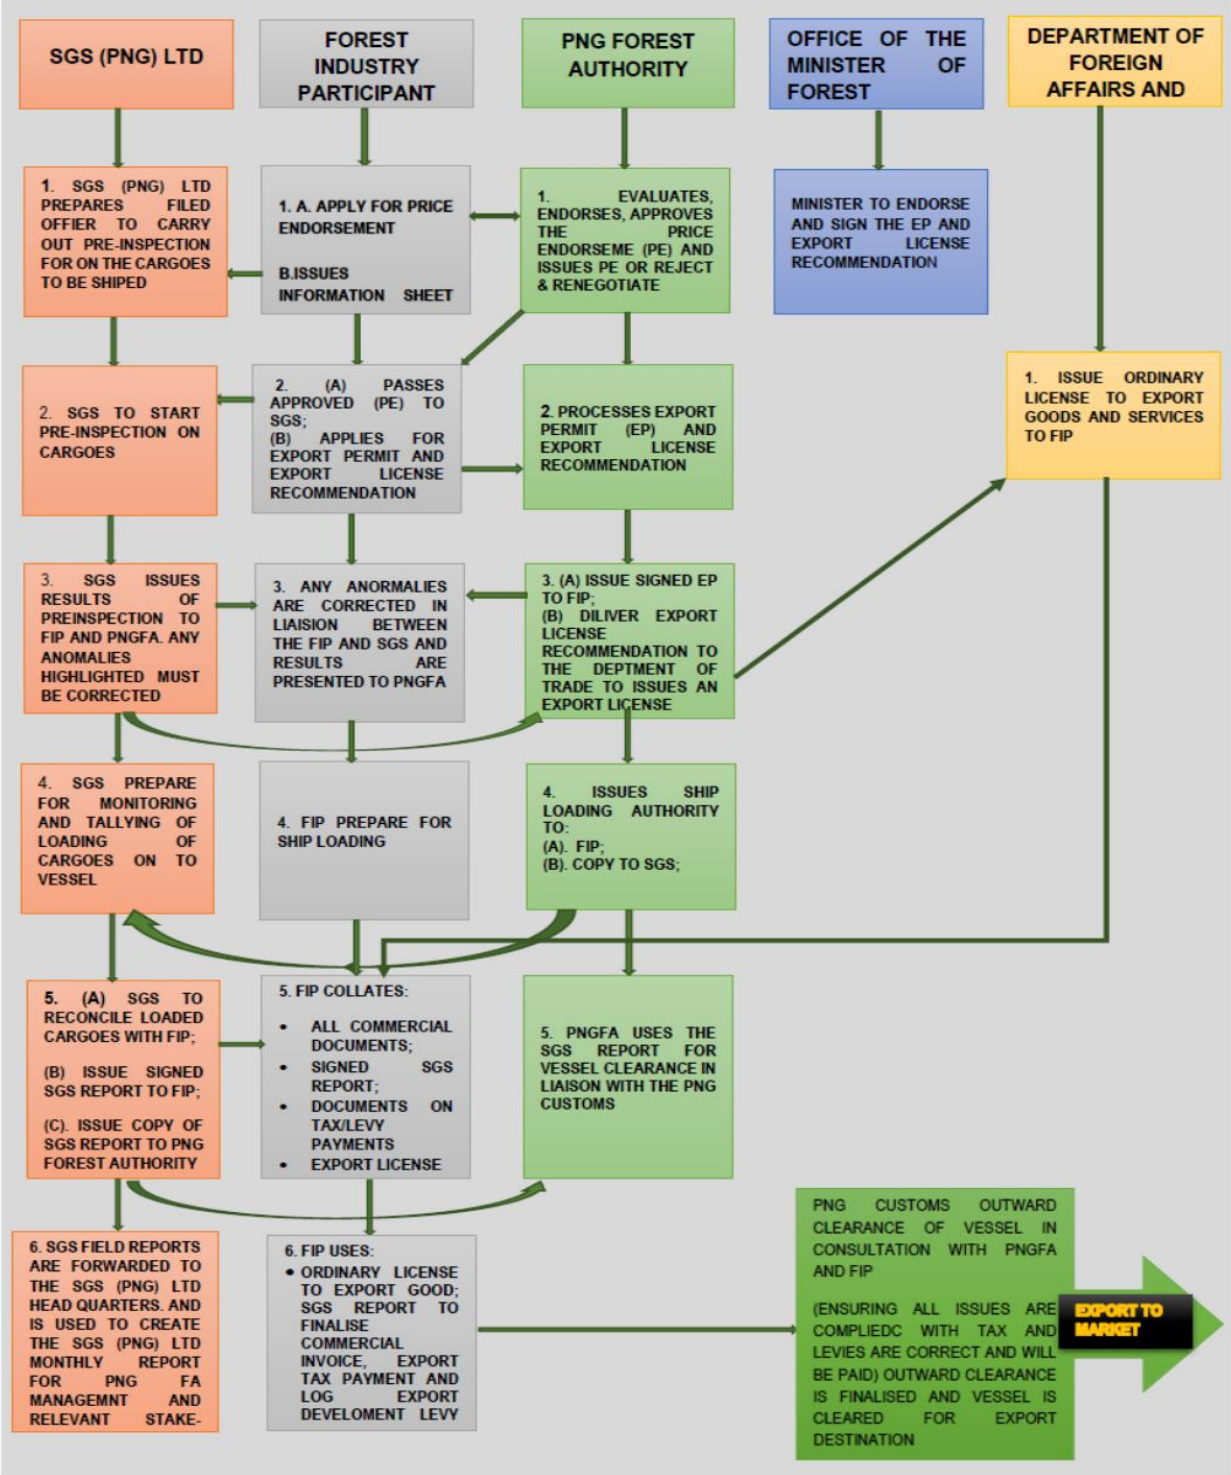 SGS (PNG) LTD
FOREST
INDUSTRY
PARTICIPANT
PNG FOREST
AUTHORITY
OFFICE OF THE
MINISTER OF
FOREST
DEPARTMENT OF
FOREIGN
AFFAIRS AND
1. SGS (PNG) LTD
PREPARES FILED
OFFIER TO CARRY
OUT PRE-INSPECTION
FOR ON THE CARGOES
TO BE SHIPED
1. A. APPLY FOR PRICE
ENDORSEMENT
B.ISSUES
INFORMATION SHEET
1. EVALUATES,
ENDORSES, APPROVES
THE PRICE
ENDORSEME (PE) AND
ISSUES PE OR REJECT
& RENEGOTIATE
MINISTER TO ENDORSE
AND SIGN THE EP AND
EXPORT LICENSE
RECOMMENDATION
1. ISSUE ORDINARY
LICENSE TO EXPORT
GOODS AND SERVICES
TO FIP
2. SGS TO START
PRE-INSPECTION ON
CARGOES
2. (A) PASSES
APPROVED (PE) TO
SGS;
(B) APPLIES FOR
EXPORT PERMIT AND
EXPORT LICENSE
RECOMMENDATION
2. PROCESSES EXPORT
PERMIT (EP) AND
EXPORT LICENSE
RECOMMENDATION
3. SGS ISSUES
RESULTS OF
PREINSPECTION TO
FIP AND PNGFA. ANY
ANOMALIES
HIGHLIGHTED MUST
BE CORRECTED
3. ANY ANORMALIES
ARE CORRECTED IN
LIAISION BETWEEN
THE FIP AND SGS AND
RESULTS ARE
PRESENTED TO PNGFA
3. (A) ISSUE SIGNED EP
TO FIP;
(B) DILIVER EXPORT
LICENSE
RECOMMENDATION TO
THE DEPTMENT OF
TRADE TO ISSUES AN
EXPORT LICENSE
4. SGS PREPARE
FOR MONITORING
AND TALLYING OF
LOADING OF
CARGOES ON TO
VESSEL
4. FIP PREPARE FOR
SHIP LOADING
4. ISSUES SHIP
LOADING AUTHORITY
TO:
(A). FIP;
(B). COPY TO SGS;
5. (A) SGS TO
RECONCILE LOADED
CARGOES WITH FIP;
(B) ISSUE SIGNED
SGS REPORT TO FIP;
(C). ISSUE COPY OF
SGS REPORT TO PNG
FOREST AUTHORITY
5. FIP COLLATES:
• ALL COMMERCIAL
DOCUMENTS;
• SIGNED SGS
REPORT;
• DOCUMENTS ON
TAX/LEVY
PAYMENTS
• EXPORT LICENSE
5. PNGFA USES THE
SGS REPORT FOR
VESSEL CLEARANCE IN
LIAISON WITH THE PNG
CUSTOMS
6. SGS FIELD REPORTS
ARE FORWARDED TO
THE SGS (PNG) LTD
HEAD QUARTERS. AND
IS USED TO CREATE
THE SGS (PNG) LTD
MONTHLY REPORT
FOR PNG FA
MANAGEMNT AND
RELEVANT STAKE-
6. FIP USES:
• ORDINARY LICENSE
TO EXPORT GOOD;
SGS REPORT TO
FINALISE
COMMERCIAL
INVOICE, EXPORT
TAX PAYMENT AND
LOG EXPORT
DEVELOMENT LEVY
PNG CUSTOMS OUTWARD
CLEARANCE OF VESSEL IN
CONSULTATION WITH PNGFA
AND FIP
(ENSURING ALL ISSUES ARE
COMPLIEDC WITH TAX AND
LEVIES ARE CORRECT AND WILL
BE PAID) OUTWARD CLEARANCE
IS FINALISED AND VESSEL IS
CLEARED FOR EXPORT
DESTINATION
EXPORT TO
MARKET